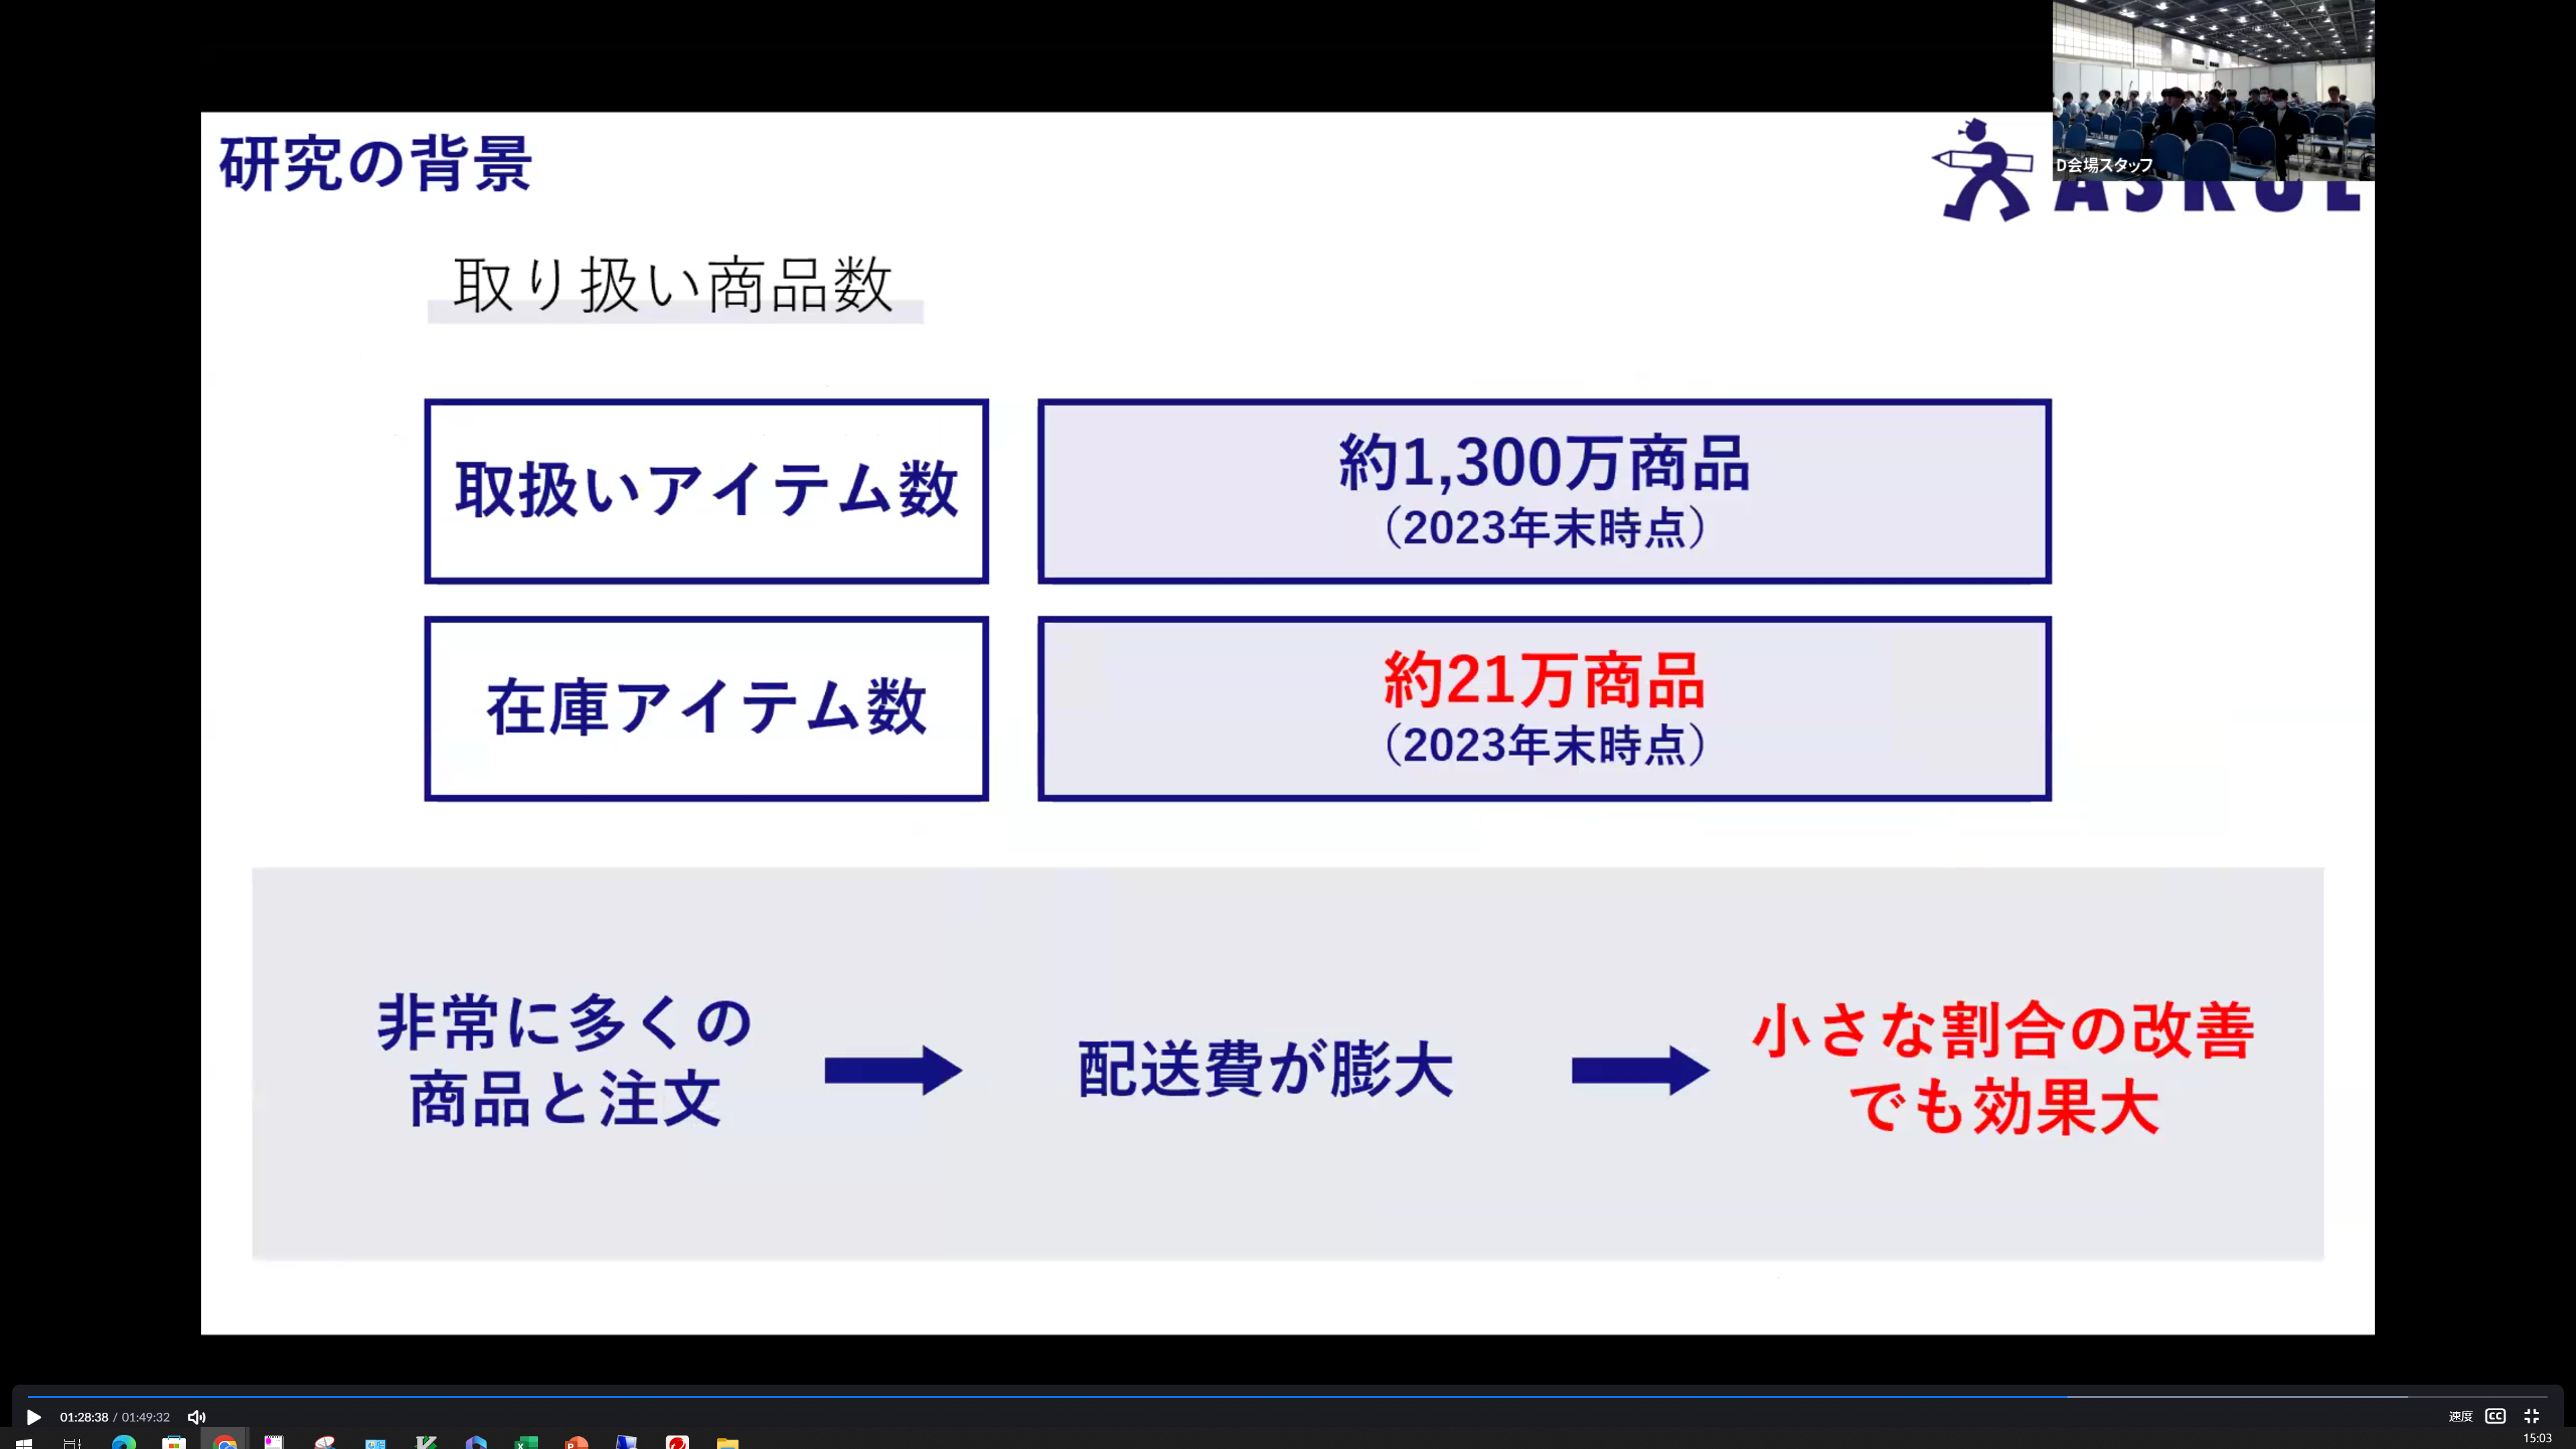 研究の背景
D会場スタッフ
ASKUL
取り扱い商品数
取扱いアイテム数
約1,300万商品
（2023年末時点）
在庫アイテム数
約21万商品
（2023年末時点）
非常に多くの
商品と注文
配送費が膨大
小さな割合の改善
でも効果大
01:28:38 / 01:49:32
速度
CC
15:03